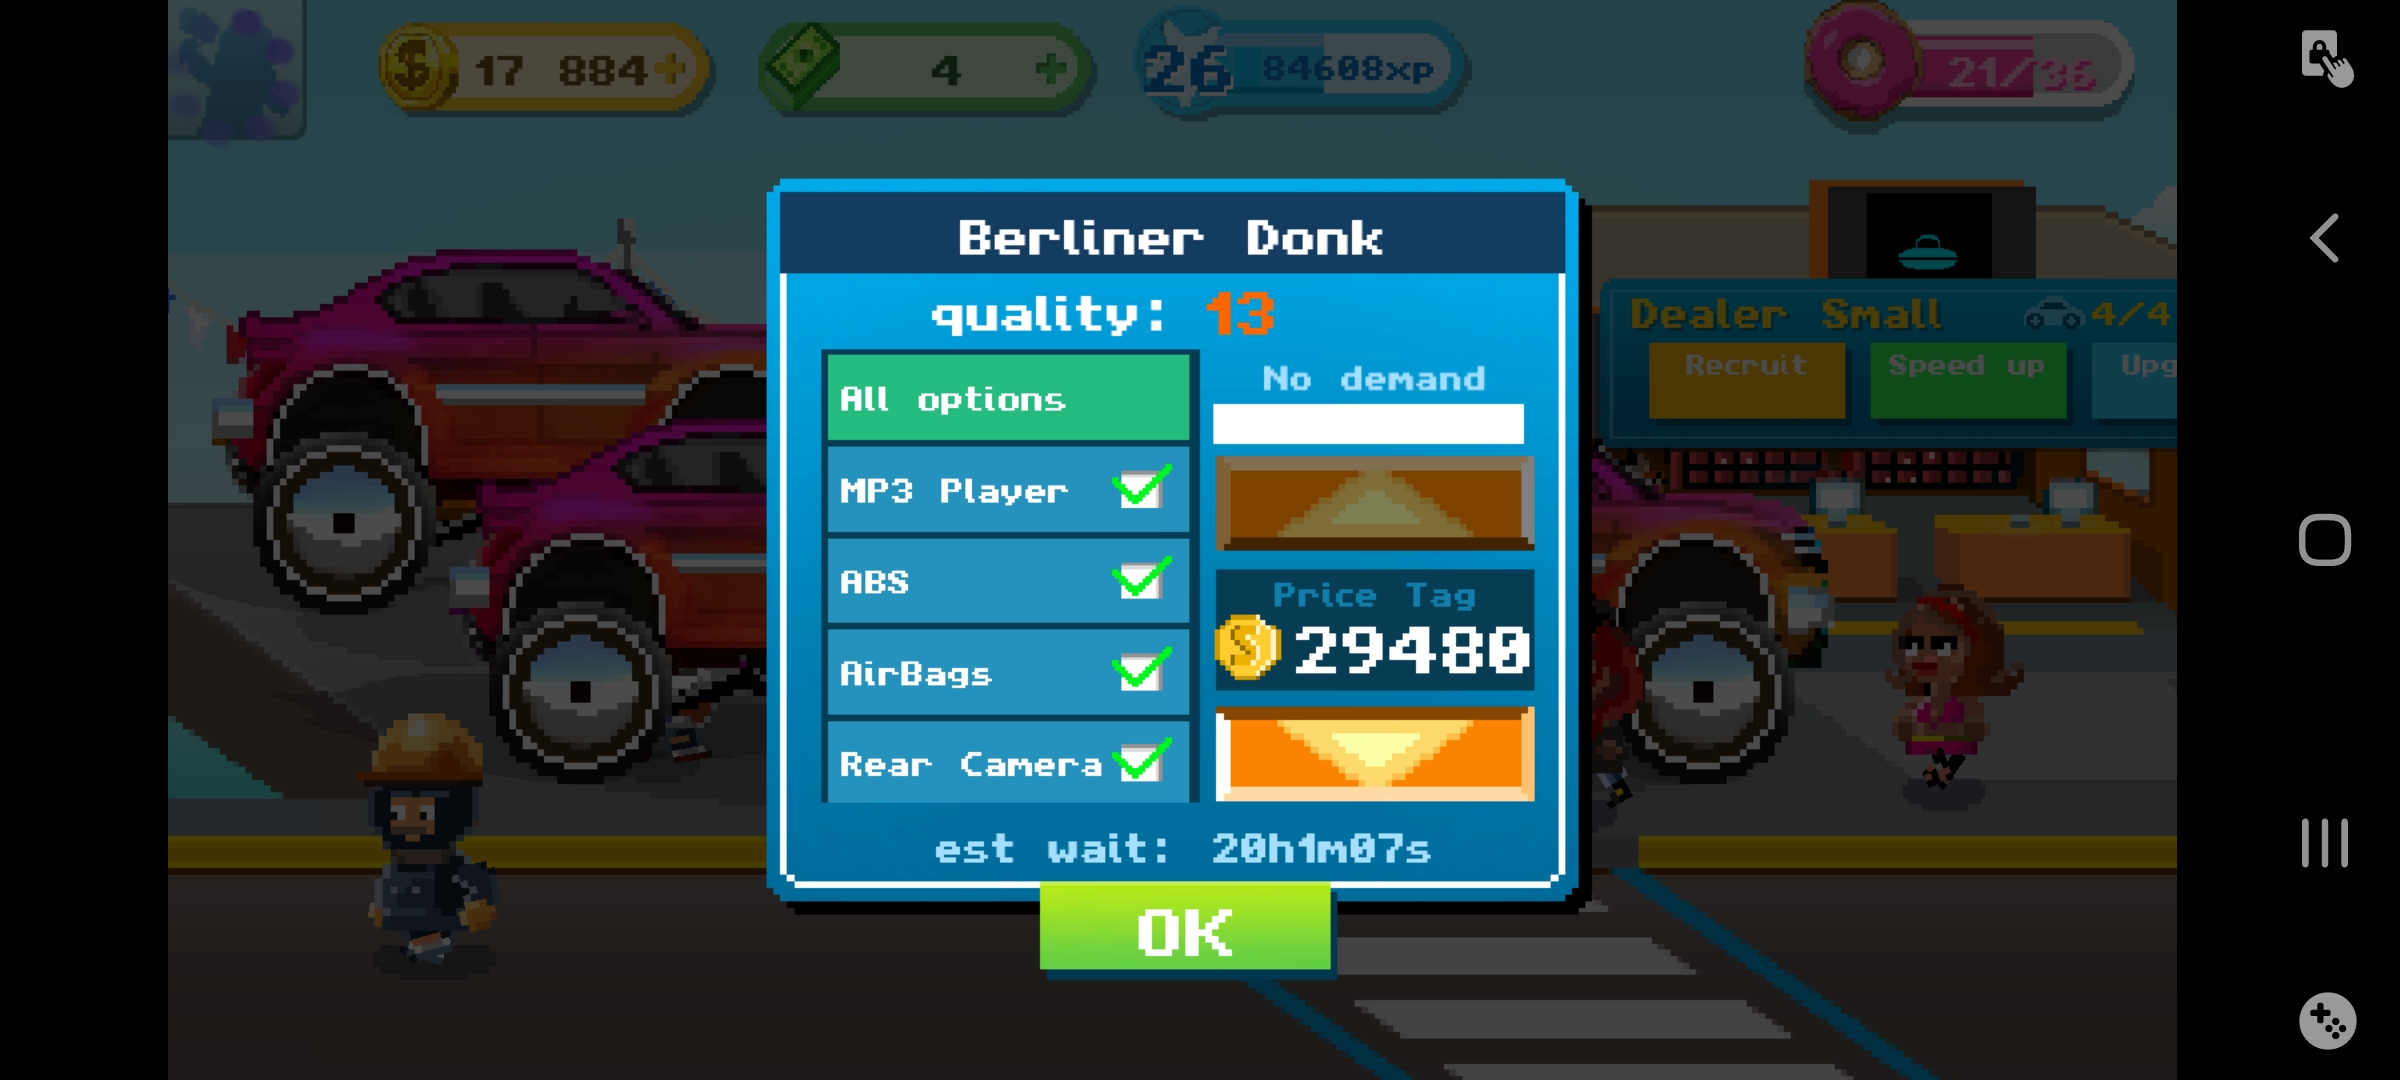 17 884
4
26
84608xp
21/36
Berliner Donk
quality: 13
All options
MP3 Player
ABS
AirBags
Rear Camera
No demand
Price Tag
29480
est wait: 20h1m07s
OK
Dealer Small
4/4
Recruit
Speed up
Upg